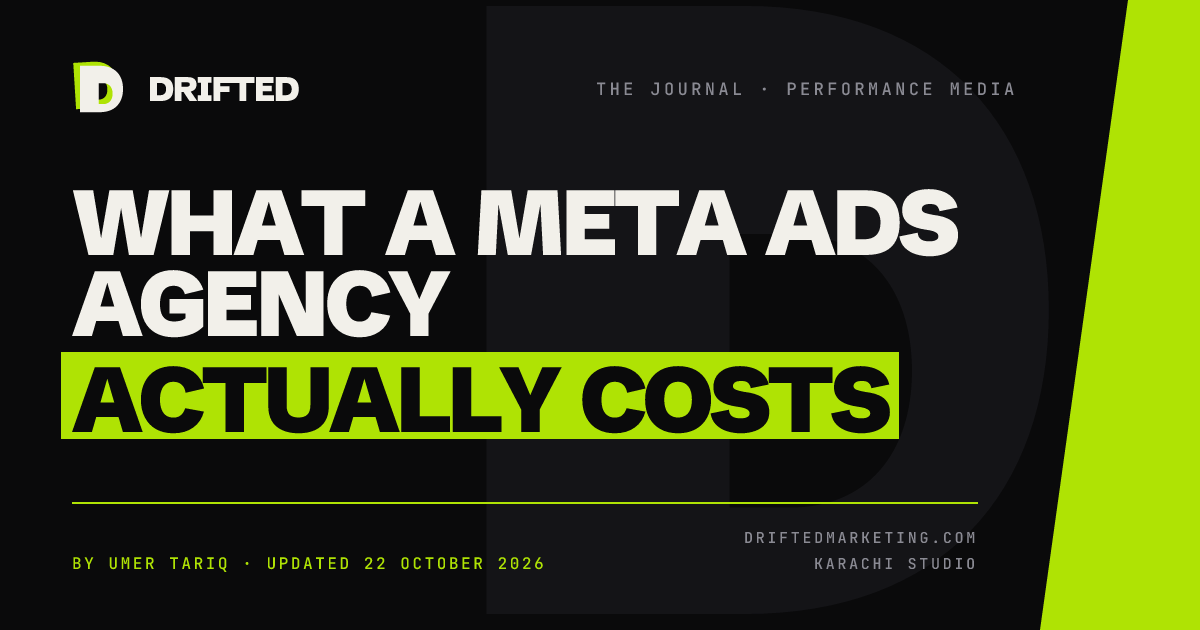 DRIFTED
THE JOURNAL · PERFORMANCE MEDIA
WHAT A META ADS
AGENCY
ACTUALLY COSTS
DRIFTEDMARKETING.COM
BY UMER TARIQ · UPDATED 22 OCTOBER 2026
KARACHI STUDIO